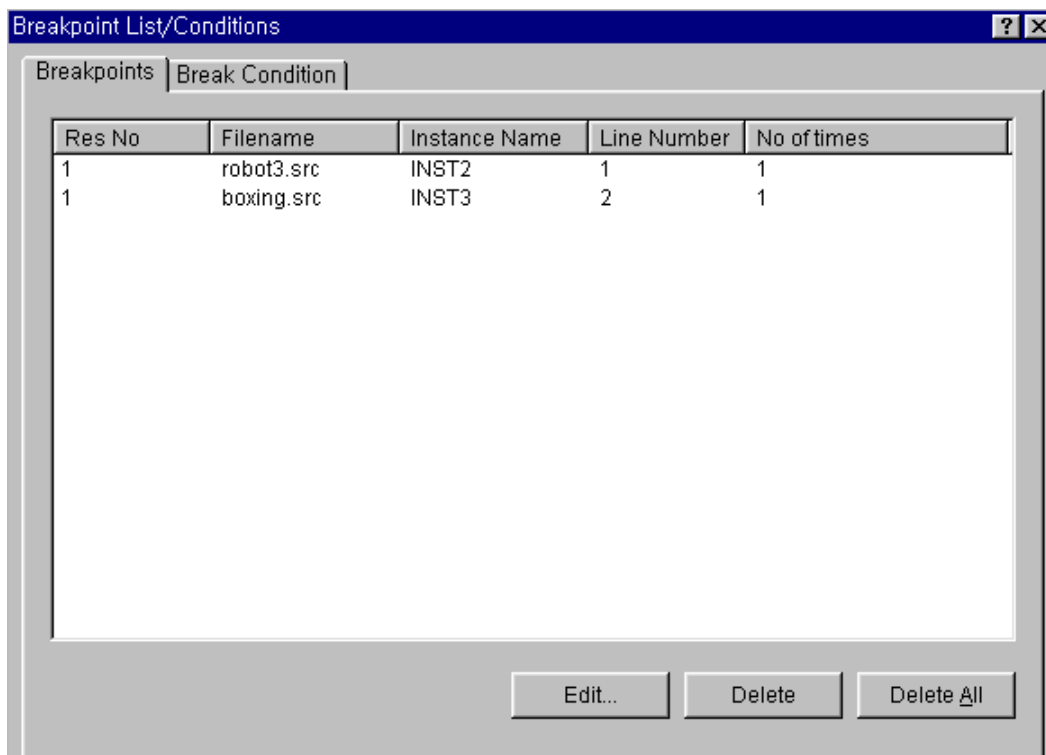 Breakpoint List/Conditions
Breakpoints Break Condition
Res No Filename Instance Name Line Number No of times
1 robot3.src INST2 1 1
1 boxing.src INST3 2 1
Edit... Delete Delete All